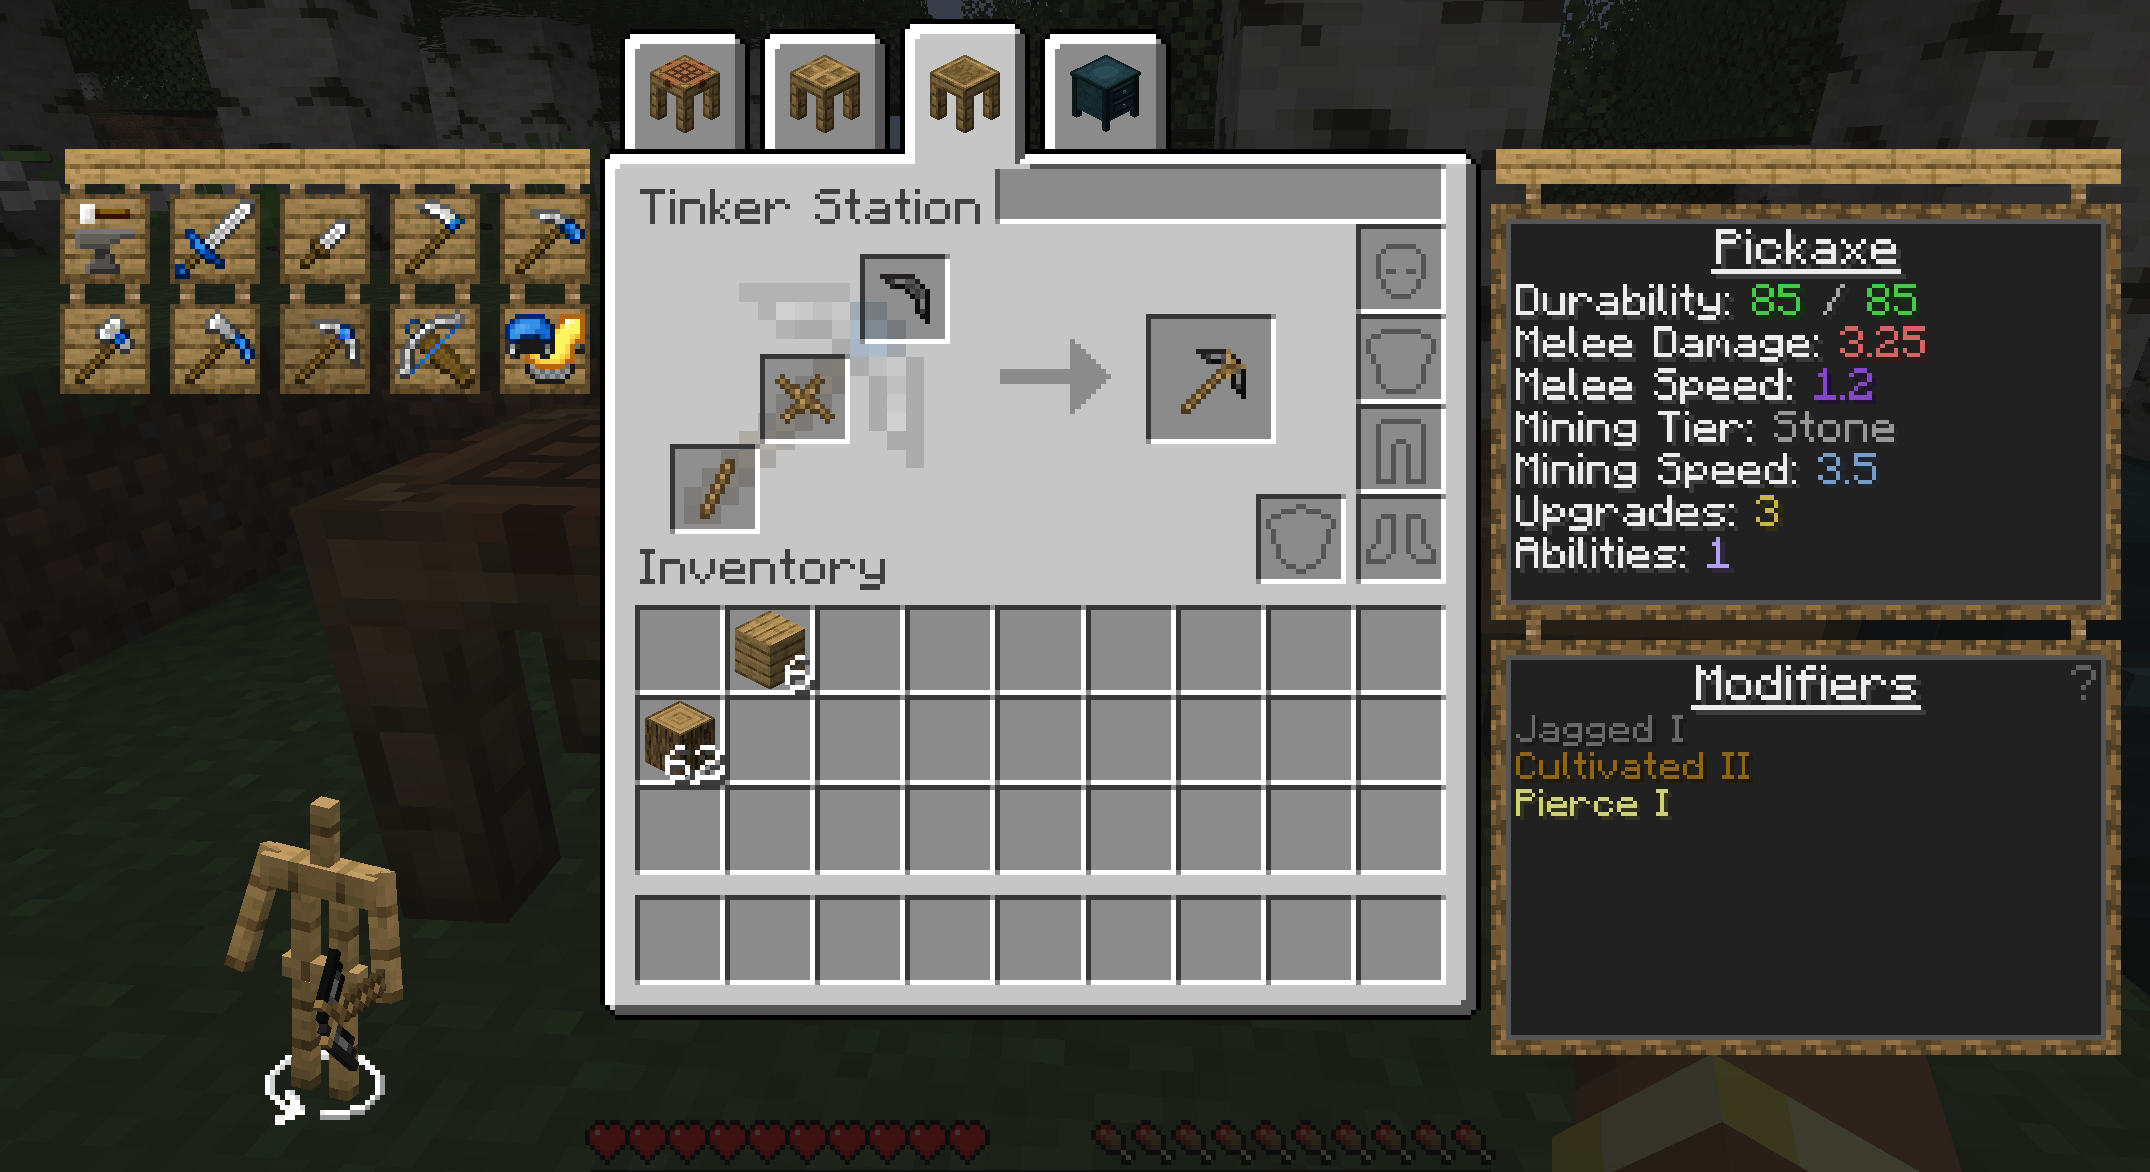 Tinker Station
Inventory
6
62
Pickaxe
Durability: 85 / 85
Melee Damage: 3.25
Melee Speed: 1.2
Mining Tier: Stone
Mining Speed: 3.5
Upgrades: 3
Abilities: 1
Modifiers ?
Jagged I
Cultivated II
Pierce I